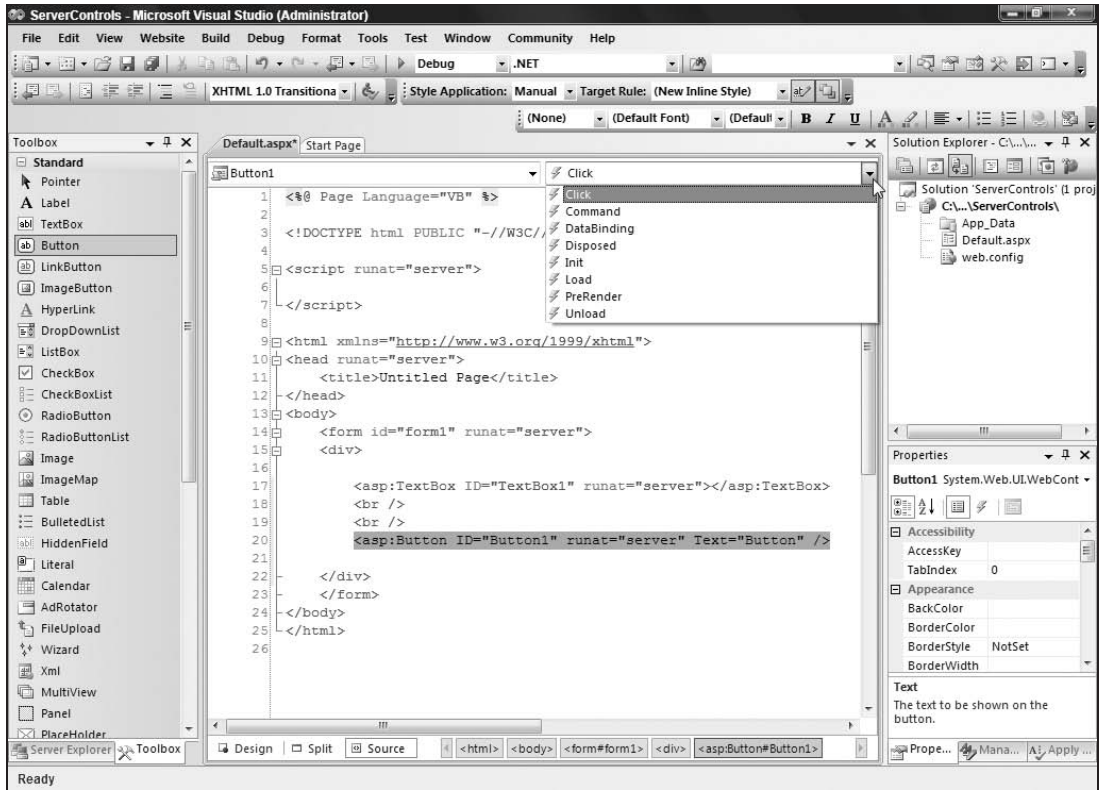 ServerControls - Microsoft Visual Studio (Administrator)
File Edit View Website Build Debug Format Tools Test Window Community Help
Debug .NET
XHTML 1.0 Transitiona Style Application: Manual Target Rule: (New Inline Style)
(None) (Default Font) (Default B I U
Toolbox
Standard
Pointer
Label
TextBox
Button
LinkButton
ImageButton
HyperLink
DropDownList
ListBox
CheckBox
CheckBoxList
RadioButton
RadioButtonList
Image
ImageMap
Table
BulletedList
HiddenField
Literal
Calendar
AdRotator
FileUpload
Wizard
Xml
MultiView
Panel
PlaceHolder
Server Explorer Toolbox
Default.aspx* Start Page
Button1 Click
Click
Command
DataBinding
Disposed
Init
Load
PreRender
Unload
1 <%@ Page Language="VB" %>
2
3 <!DOCTYPE html PUBLIC "-//W3C//
4
5 <script runat="server">
6
7 </script>
8
9 <html xmlns="http://www.w3.org/1999/xhtml">
10 <head runat="server">
11 <title>Untitled Page</title>
12 </head>
13 <body>
14 <form id="form1" runat="server">
15 <div>
16
17 <asp:TextBox ID="TextBox1" runat="server"></asp:TextBox>
18 <br />
19 <br />
20 <asp:Button ID="Button1" runat="server" Text="Button" />
21
22 </div>
23 </form>
24 </body>
25 </html>
26
Design Split Source <html> <body> <form#form1> <div> <asp:Button#Button1>
Solution Explorer - C:\...\...
Solution 'ServerControls' (1 proj
C:\...\ServerControls\
App_Data
Default.aspx
web.config
Properties
Button1 System.Web.UI.WebCont
Accessibility
AccessKey
TabIndex 0
Appearance
BackColor
BorderColor
BorderStyle NotSet
BorderWidth
Text
The text to be shown on the
button.
Prope... Mana... Apply ...
Ready